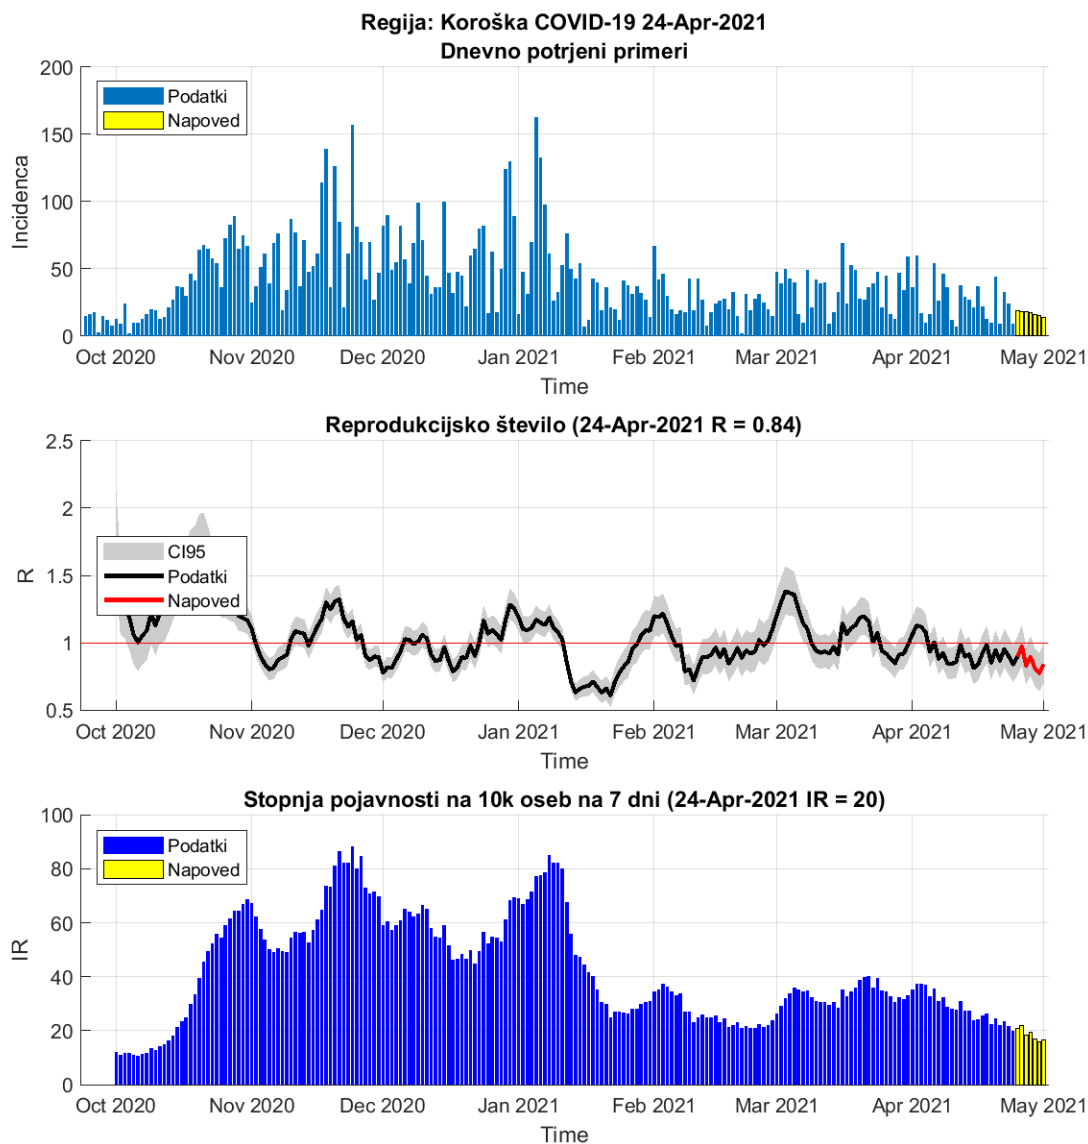 Regija: Koroška COVID-19 24-Apr-2021
Dnevno potrjeni primeri
200
150
100
50
0
Incidenca
Podatki
Napoved
Oct 2020 Nov 2020 Dec 2020 Jan 2021 Feb 2021 Mar 2021 Apr 2021 May 2021
Time
Reprodukcijsko število (24-Apr-2021 R = 0.84)
2.5
2
1.5
1
0.5
R
CI95
Podatki
Napoved
Oct 2020 Nov 2020 Dec 2020 Jan 2021 Feb 2021 Mar 2021 Apr 2021 May 2021
Time
Stopnja pojavnosti na 10k oseb na 7 dni (24-Apr-2021 IR = 20)
100
80
60
40
20
0
IR
Podatki
Napoved
Oct 2020 Nov 2020 Dec 2020 Jan 2021 Feb 2021 Mar 2021 Apr 2021 May 2021
Time